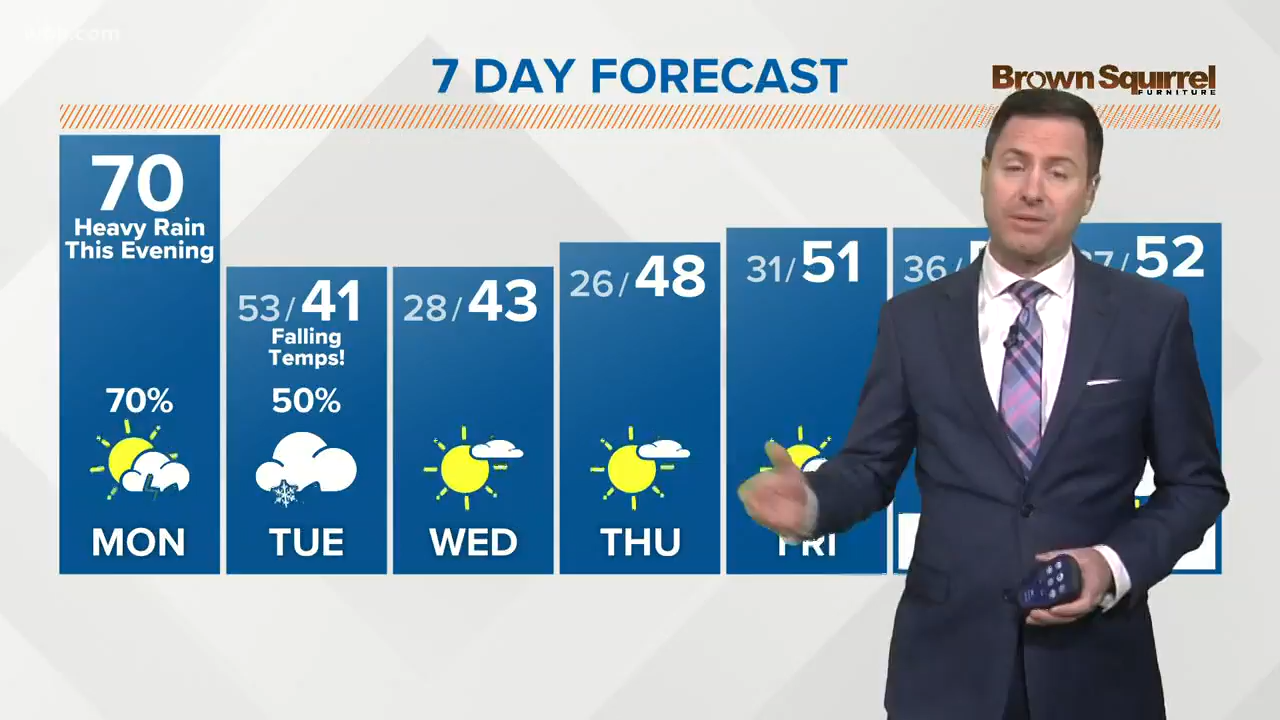 7 DAY FORECAST
Brown Squirrel
FURNITURE
70
Heavy Rain
This Evening
70%
MON
53/41
Falling
Temps!
50%
TUE
28/43
WED
26/48
THU
31/51
FRI
36/
/52